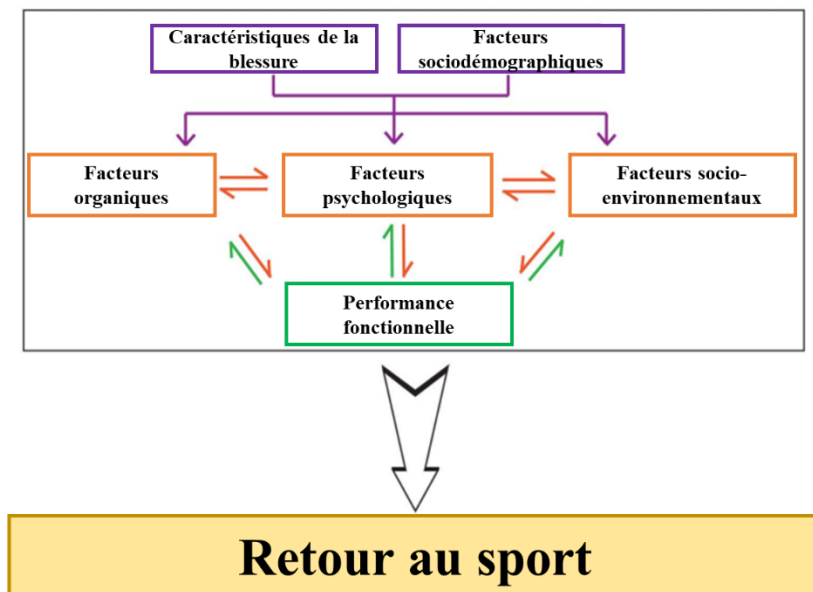 Caractéristiques de la
blessure
Facteurs
sociodémographiques
Facteurs
organiques
Facteurs
psychologiques
Facteurs socio-
environnementaux
Performance
fonctionnelle
Retour au sport